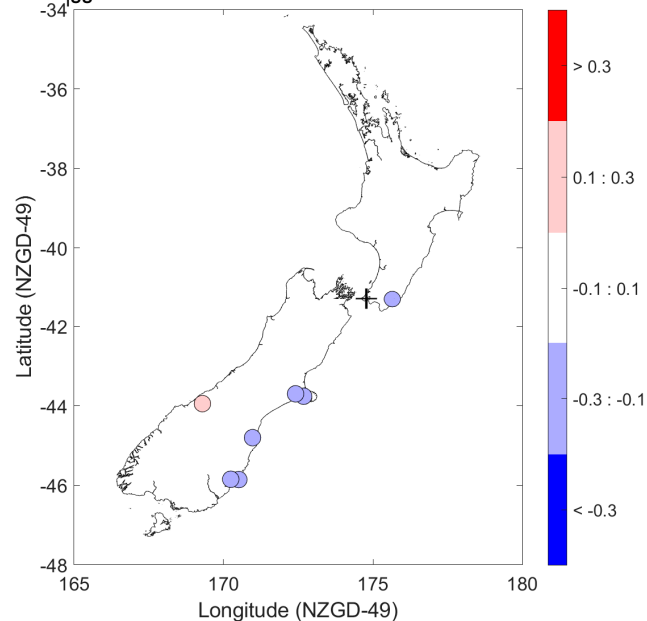 -34
-36
-38
-40
-42
-44
-46
-48
165
170
175
180
Latitude (NZGD-49)
Longitude (NZGD-49)
> 0.3
0.1 : 0.3
-0.1 : 0.1
-0.3 : -0.1
< -0.3